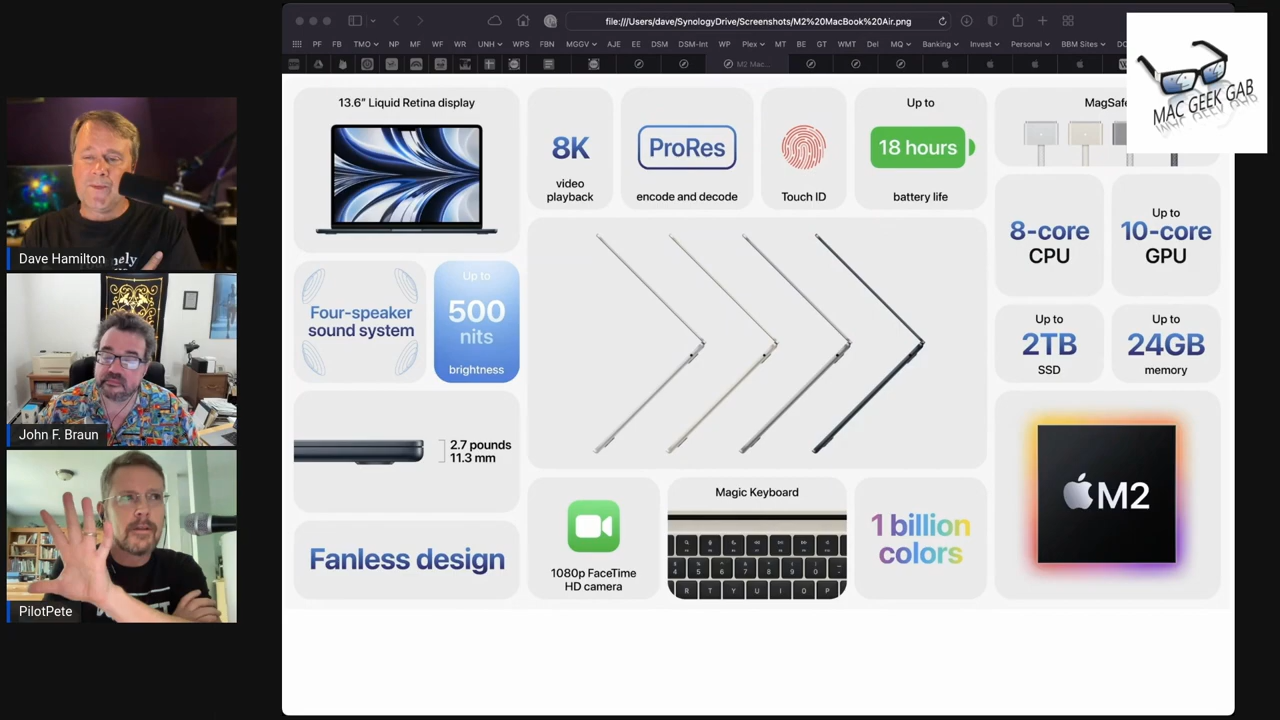 file:///Users/dave/SynologyDrive/Screenshots/M2%20MacBook%20Air.png
PF FB TMO NP MF WF WR UNH WPS FBN MGGV AJE EE DSM DSM-Int WP Plex MT BE GT WMT Del MQ Banking Invest Personal BBM Sites
M2 Mac...
MAC GEEK GAB
Dave Hamilton
John F. Braun
PilotPete
13.6” Liquid Retina display
8K
video
playback
ProRes
encode and decode
Touch ID
Up to
18 hours
battery life
MagSafe
8-core
CPU
Up to
10-core
GPU
Four-speaker
sound system
Up to
500
nits
brightness
Up to
2TB
SSD
Up to
24GB
memory
2.7 pounds
11.3 mm
Fanless design
1080p FaceTime
HD camera
Magic Keyboard
R T Y U I O P
1 billion
colors
M2